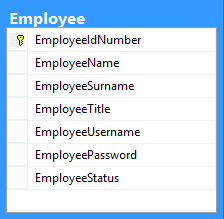 Employee
EmployeeIdNumber
EmployeeName
EmployeeSurname
EmployeeTitle
EmployeeUsername
EmployeePassword
EmployeeStatus